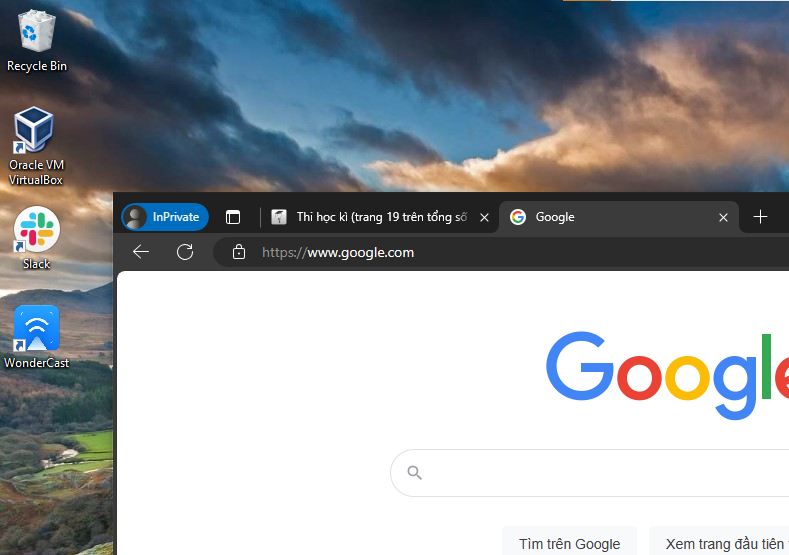 Recycle Bin
Oracle VM
VirtualBox
Slack
WonderCast
InPrivate
Thi học kì (trang 19 trên tổng số
Google
https://www.google.com
Google
Tìm trên Google
Xem trang đầu tiên